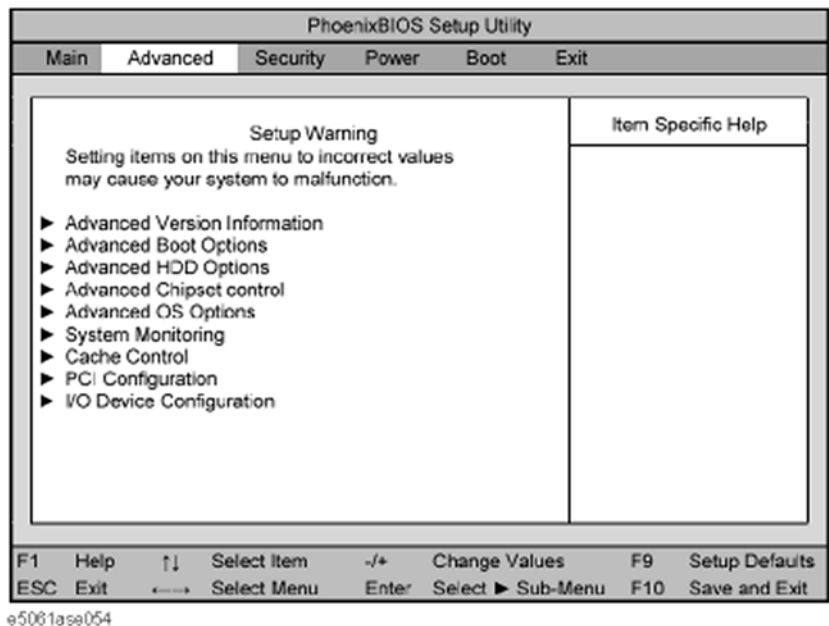 PhoenixBIOS Setup Utility
Main Advanced Security Power Boot Exit
Setup Warning
Setting items on this menu to incorrect values
may cause your system to malfunction.
► Advanced Version Information
► Advanced Boot Options
► Advanced HDD Options
► Advanced Chipset control
► Advanced OS Options
► System Monitoring
► Cache Control
► PCI Configuration
► I/O Device Configuration
Item Specific Help
F1 Help ↑↓ Select Item -/+ Change Values F9 Setup Defaults
ESC Exit ←→ Select Menu Enter Select ► Sub-Menu F10 Save and Exit
e5061ase054